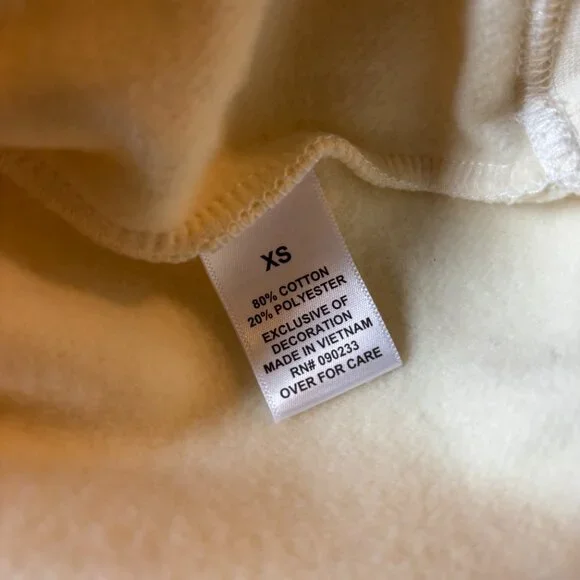 XS
80% COTTON
20% POLYESTER
EXCLUSIVE OF
DECORATION
MADE IN VIETNAM
RN# 090233
OVER FOR CARE